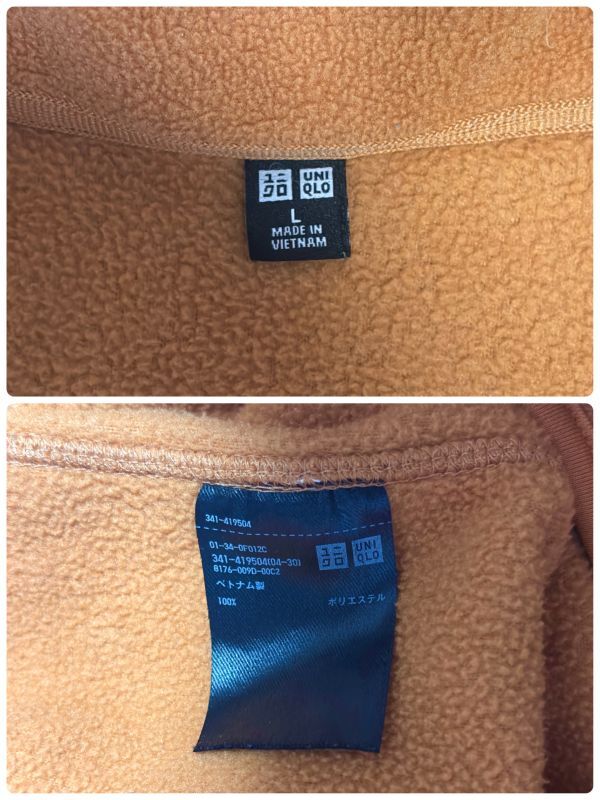 ユニ UNI
クロ QLO
L
MADE IN
VIETNAM
341-419504
01-34-0F012C
341-419504(04-30)
8176-009D-00C2
ユニ UNI
クロ QLO
ベトナム製
100% ポリエステル